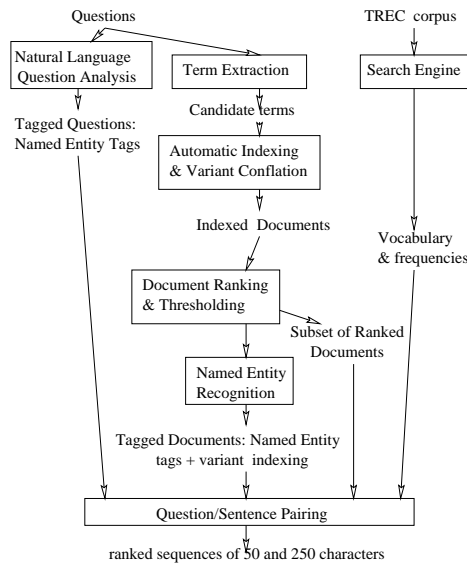 Questions
TREC corpus
Natural Language
Question Analysis
Term Extraction
Search Engine
Candidate terms
Tagged Questions:
Named Entity Tags
Automatic Indexing
& Variant Conflation
Indexed Documents
Vocabulary
& frequencies
Document Ranking
& Thresholding
Subset of Ranked
Documents
Named Entity
Recognition
Tagged Documents: Named Entity
tags + variant indexing
Question/Sentence Pairing
ranked sequences of 50 and 250 characters